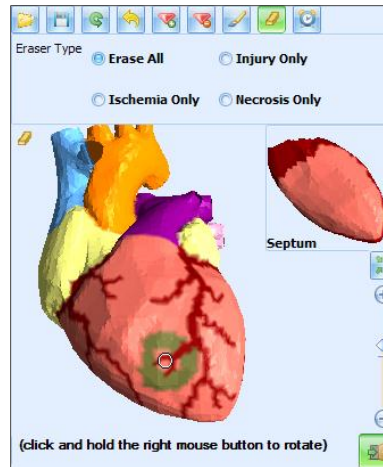 Eraser Type
Erase All
Injury Only
Ischemia Only
Necrosis Only
Septum
(click and hold the right mouse button to rotate)